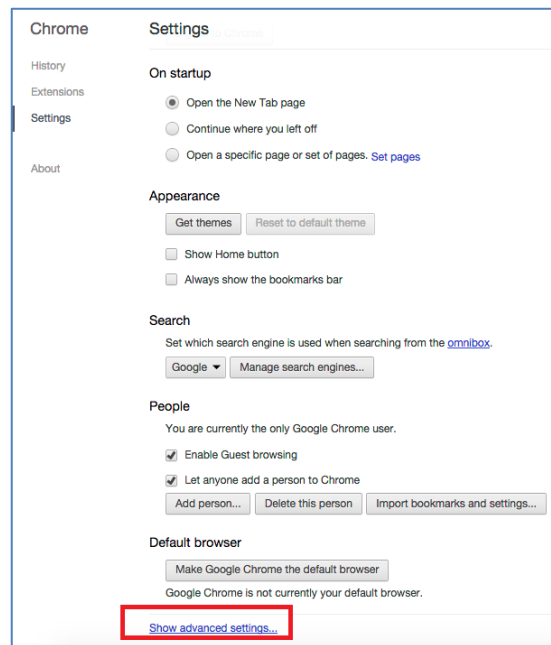 Chrome
Settings
History
Extensions
Settings
About
On startup
Open the New Tab page
Continue where you left off
Open a specific page or set of pages. Set pages
Appearance
Get themes
Reset to default theme
Show Home button
Always show the bookmarks bar
Search
Set which search engine is used when searching from the omnibox.
Google
Manage search engines...
People
You are currently the only Google Chrome user.
Enable Guest browsing
Let anyone add a person to Chrome
Add person...
Delete this person
Import bookmarks and settings...
Default browser
Make Google Chrome the default browser
Google Chrome is not currently your default browser.
Show advanced settings...